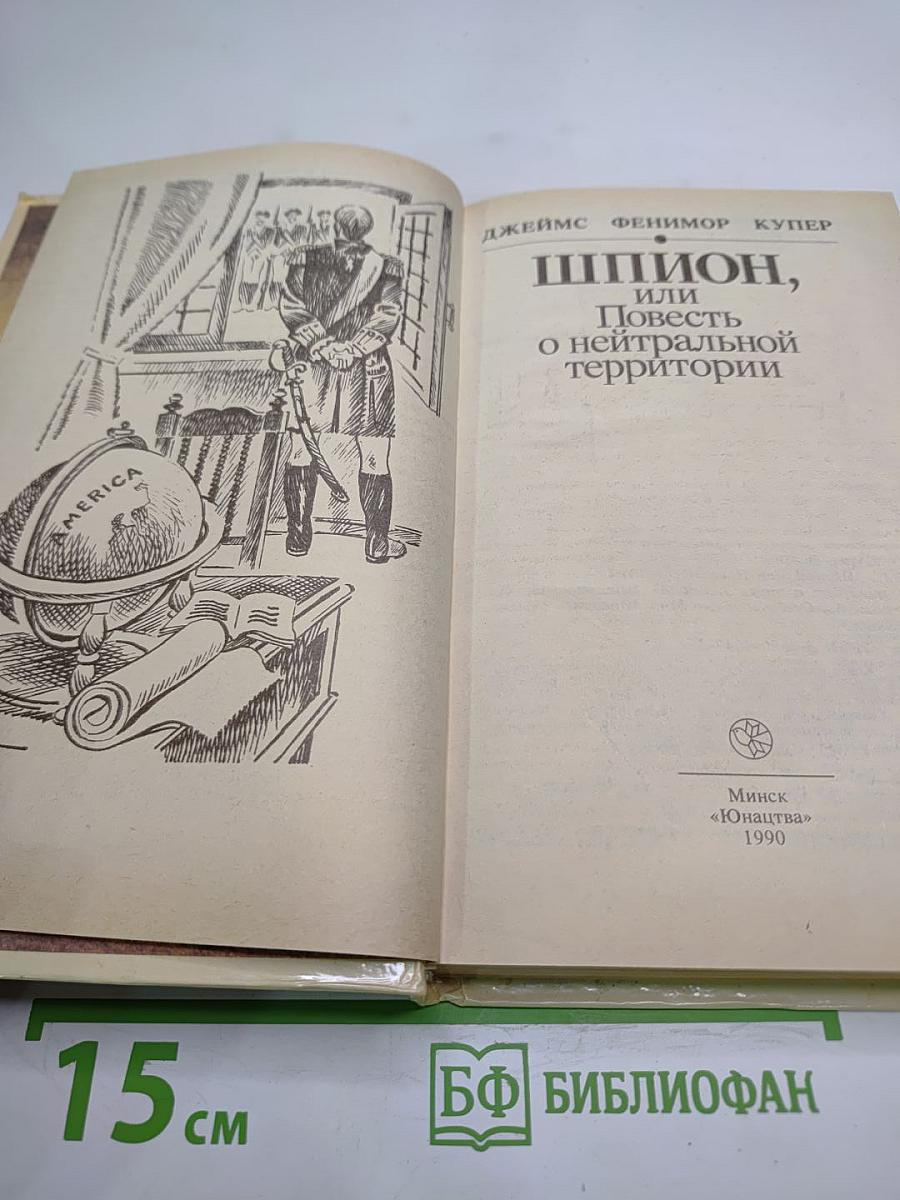 AMERICA
ДЖЕЙМС ФЕНИМОР КУПЕР
ШПИОН,
или
Повесть
о нейтральной
территории
Минск
«Юнацтва»
1990
15 см
БФ БИБЛИОФАН